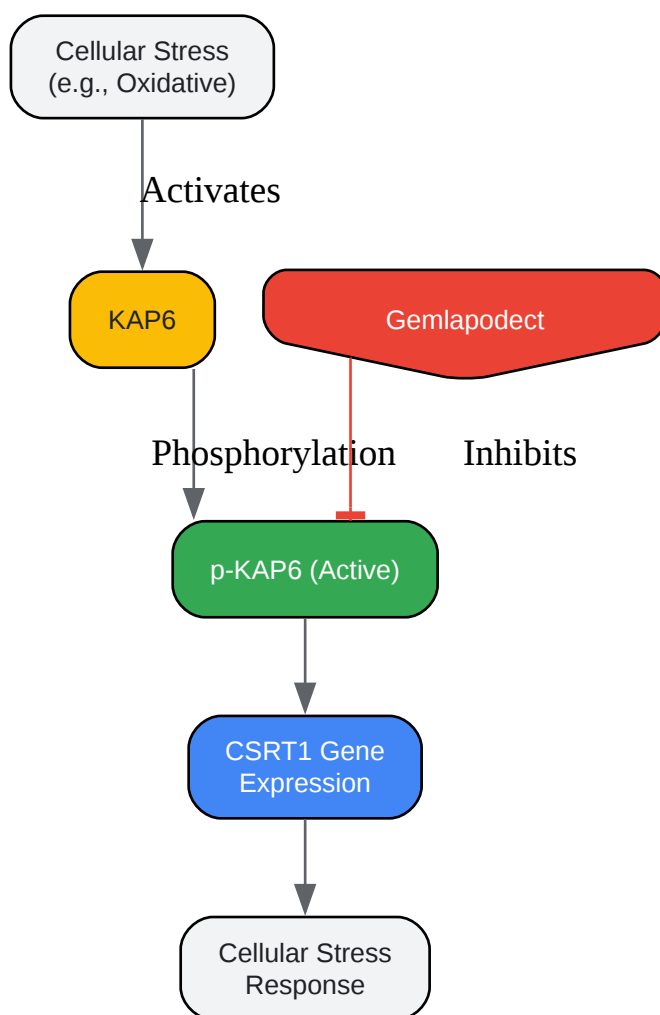 Cellular Stress
(e.g., Oxidative)
Activates
KAP6
Gemlapodect
Phosphorylation
Inhibits
p-KAP6 (Active)
CSRT1 Gene
Expression
Cellular Stress
Response